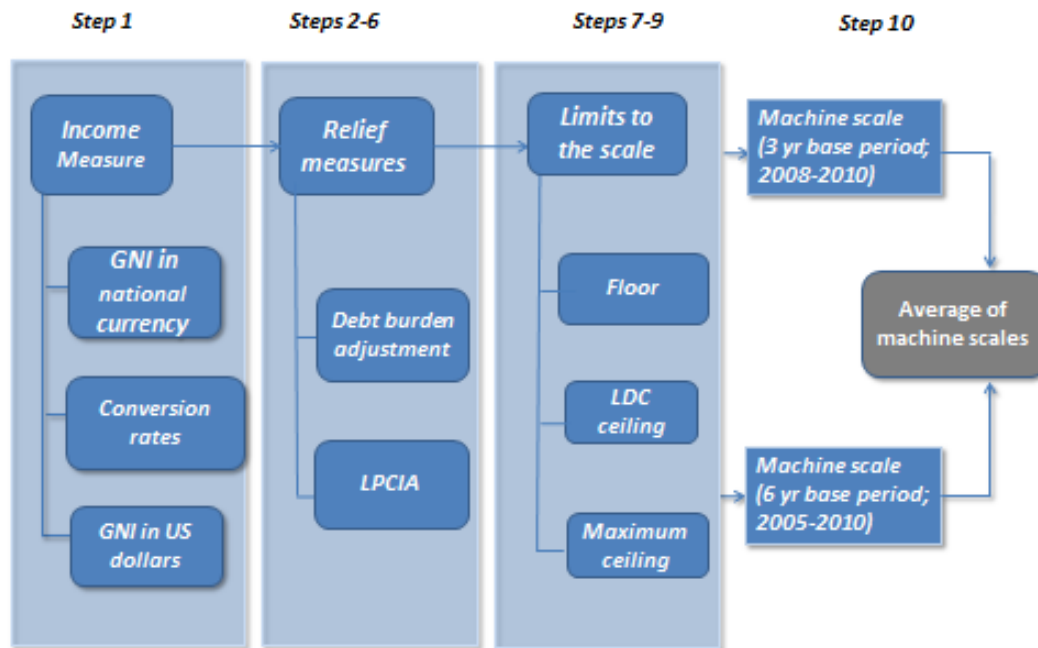 Step 1
Steps 2-6
Steps 7-9
Step 10
Income
Measure
GNI in
national
currency
Conversion
rates
GNI in US
dollars
Relief
measures
Debt burden
adjustment
LPCIA
Limits to
the scale
Floor
LDC
ceiling
Maximum
ceiling
Machine scale
(3 yr base period;
2008-2010)
Average of
machine scales
Machine scale
(6 yr base period;
2005-2010)